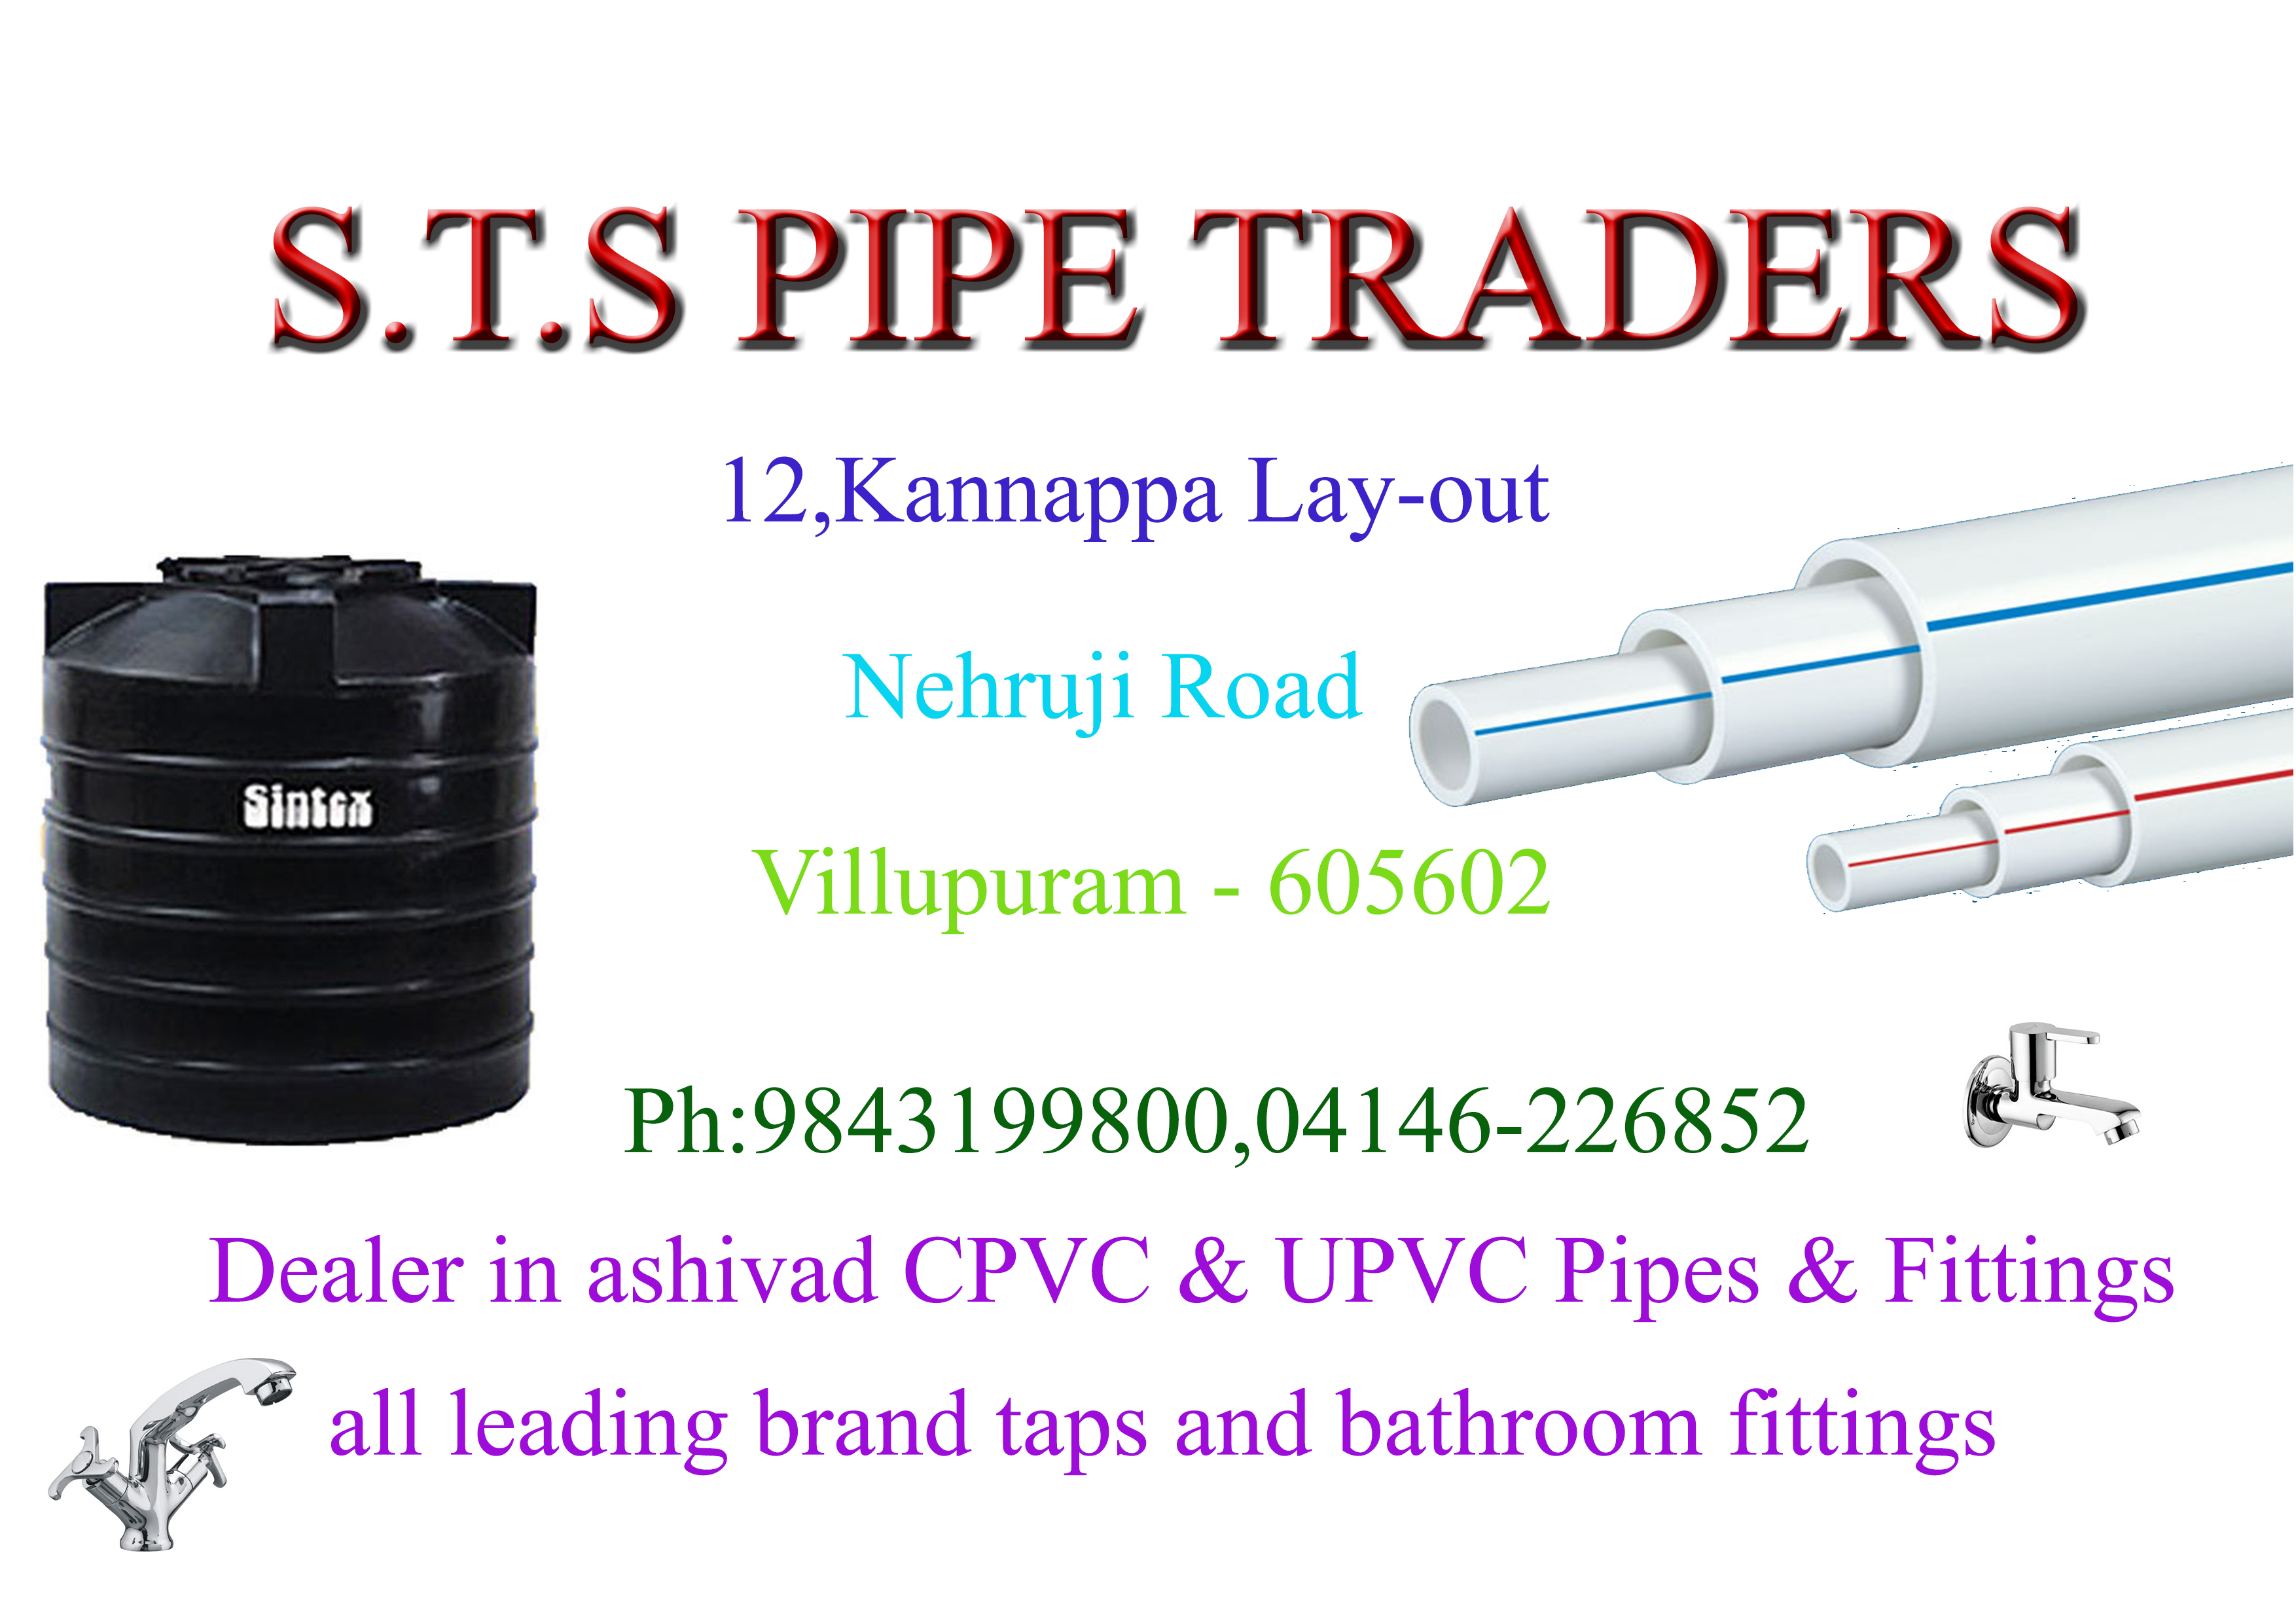 S.T.S PIPE TRADERS
12,Kannappa Lay-out
Nehruji Road
Sintex
Villupuram - 605602
Ph:9843199800,04146-226852
Dealer in ashivad CPVC & UPVC Pipes & Fittings
all leading brand taps and bathroom fittings